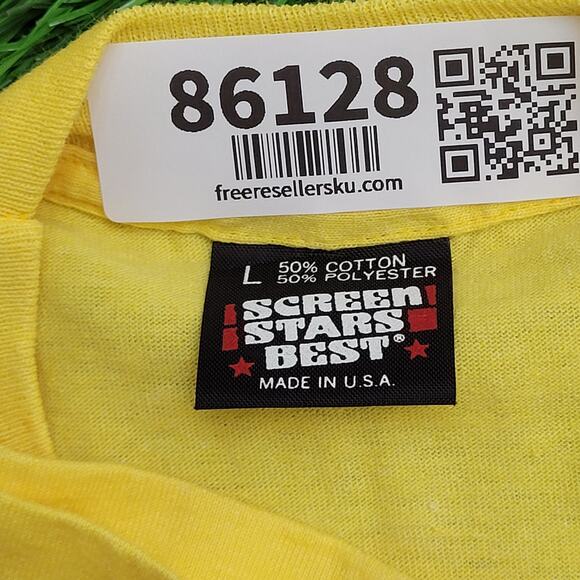 86128
freeresellersku.com
L 50% COTTON
50% POLYESTER
SCREEN
STARS
BEST®
MADE IN U.S.A.